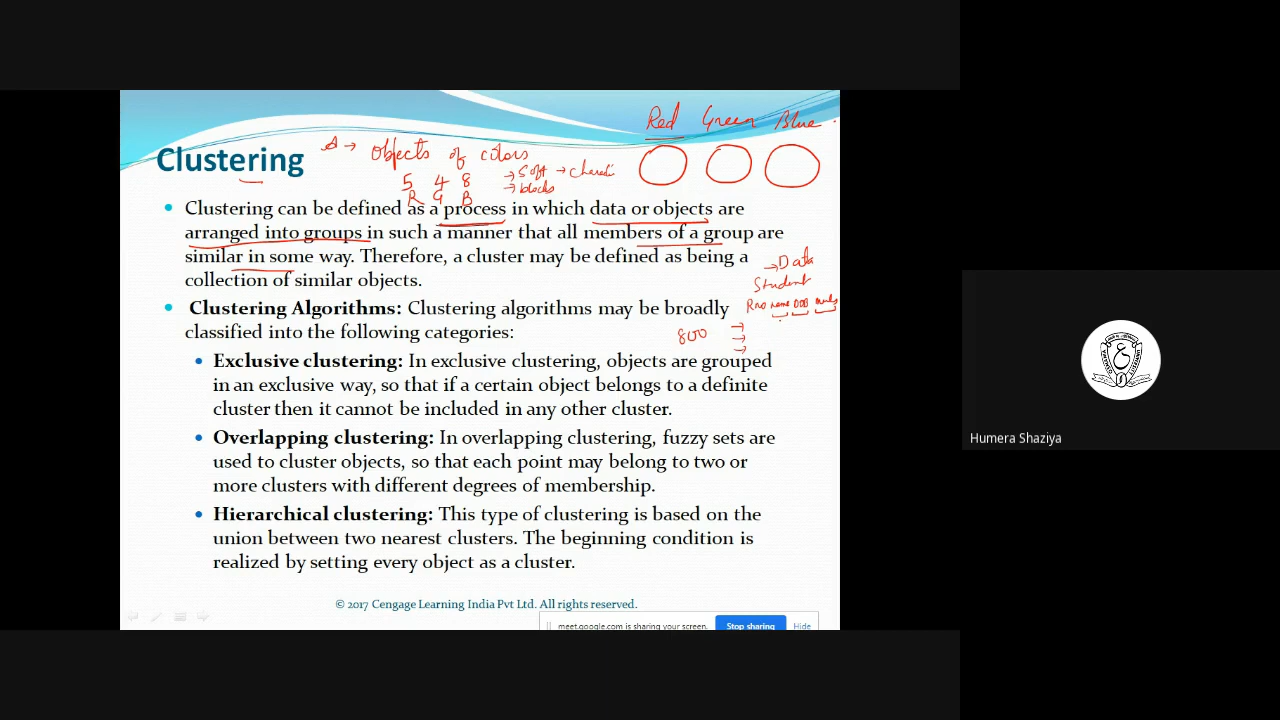 Red Green Blue
Clustering
A → Objects of colors
5 4 8
R G B
→ Soft →
→ blocks
Clustering can be defined as a process in which data or objects are
arranged into groups in such a manner that all members of a group are
similar in some way. Therefore, a cluster may be defined as being a
collection of similar objects.
→ Data
Student
Rno name DOB marks
800
Clustering Algorithms: Clustering algorithms may be broadly
classified into the following categories:
Exclusive clustering: In exclusive clustering, objects are grouped
in an exclusive way, so that if a certain object belongs to a definite
cluster then it cannot be included in any other cluster.
Overlapping clustering: In overlapping clustering, fuzzy sets are
used to cluster objects, so that each point may belong to two or
more clusters with different degrees of membership.
Hierarchical clustering: This type of clustering is based on the
union between two nearest clusters. The beginning condition is
realized by setting every object as a cluster.
© 2017 Cengage Learning India Pvt Ltd. All rights reserved.
meet.google.com is sharing your screen. Stop sharing Hide
Humera Shaziya